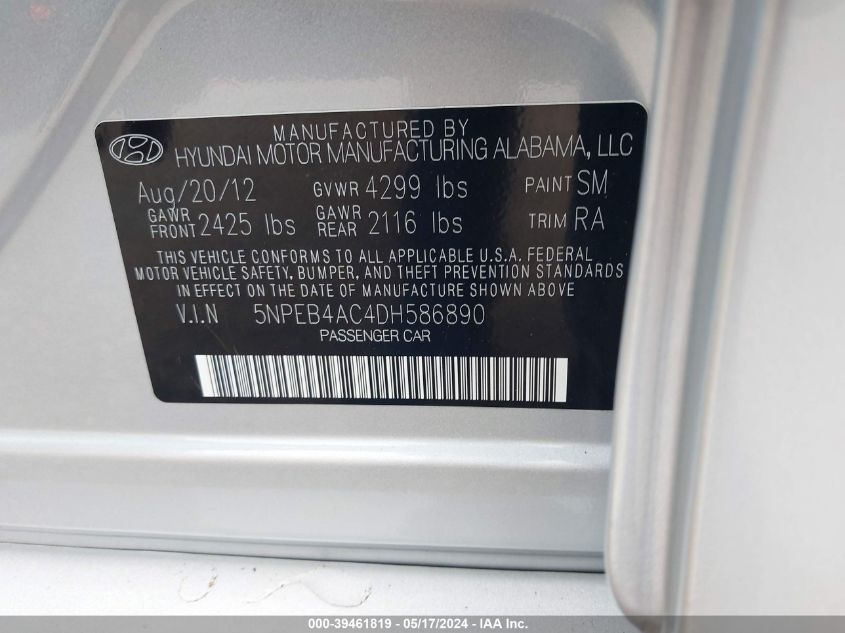 MANUFACTURED BY
HYUNDAI MOTOR MANUFACTURING ALABAMA, LLC
Aug/20/12 GVWR 4299 lbs PAINT SM
GAWR FRONT 2425 lbs GAWR REAR 2116 lbs TRIM RA
THIS VEHICLE CONFORMS TO ALL APPLICABLE U.S.A. FEDERAL
MOTOR VEHICLE SAFETY, BUMPER, AND THEFT PREVENTION STANDARDS
IN EFFECT ON THE DATE OF MANUFACTURE SHOWN ABOVE.
V.I.N 5NPEB4AC4DH586890
PASSENGER CAR
000-39461819 - 05/17/2024 - IAA Inc.